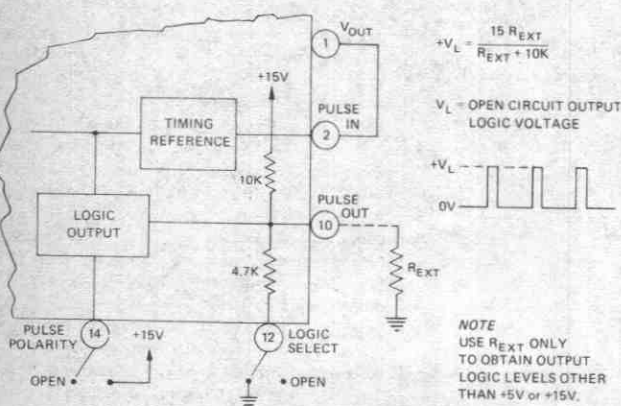 1
VOUT
+15V
TIMING
REFERENCE
PULSE
IN
2
10K
LOGIC
OUTPUT
PULSE
OUT
10
4.7K
REXT
PULSE
POLARITY
14
+15V
OPEN
12
LOGIC
SELECT
OPEN
+VL = 15 REXT / REXT + 10K
VL = OPEN CIRCUIT OUTPUT
LOGIC VOLTAGE
+VL
0V
NOTE
USE REXT ONLY
TO OBTAIN OUTPUT
LOGIC LEVELS OTHER
THAN +5V or +15V.